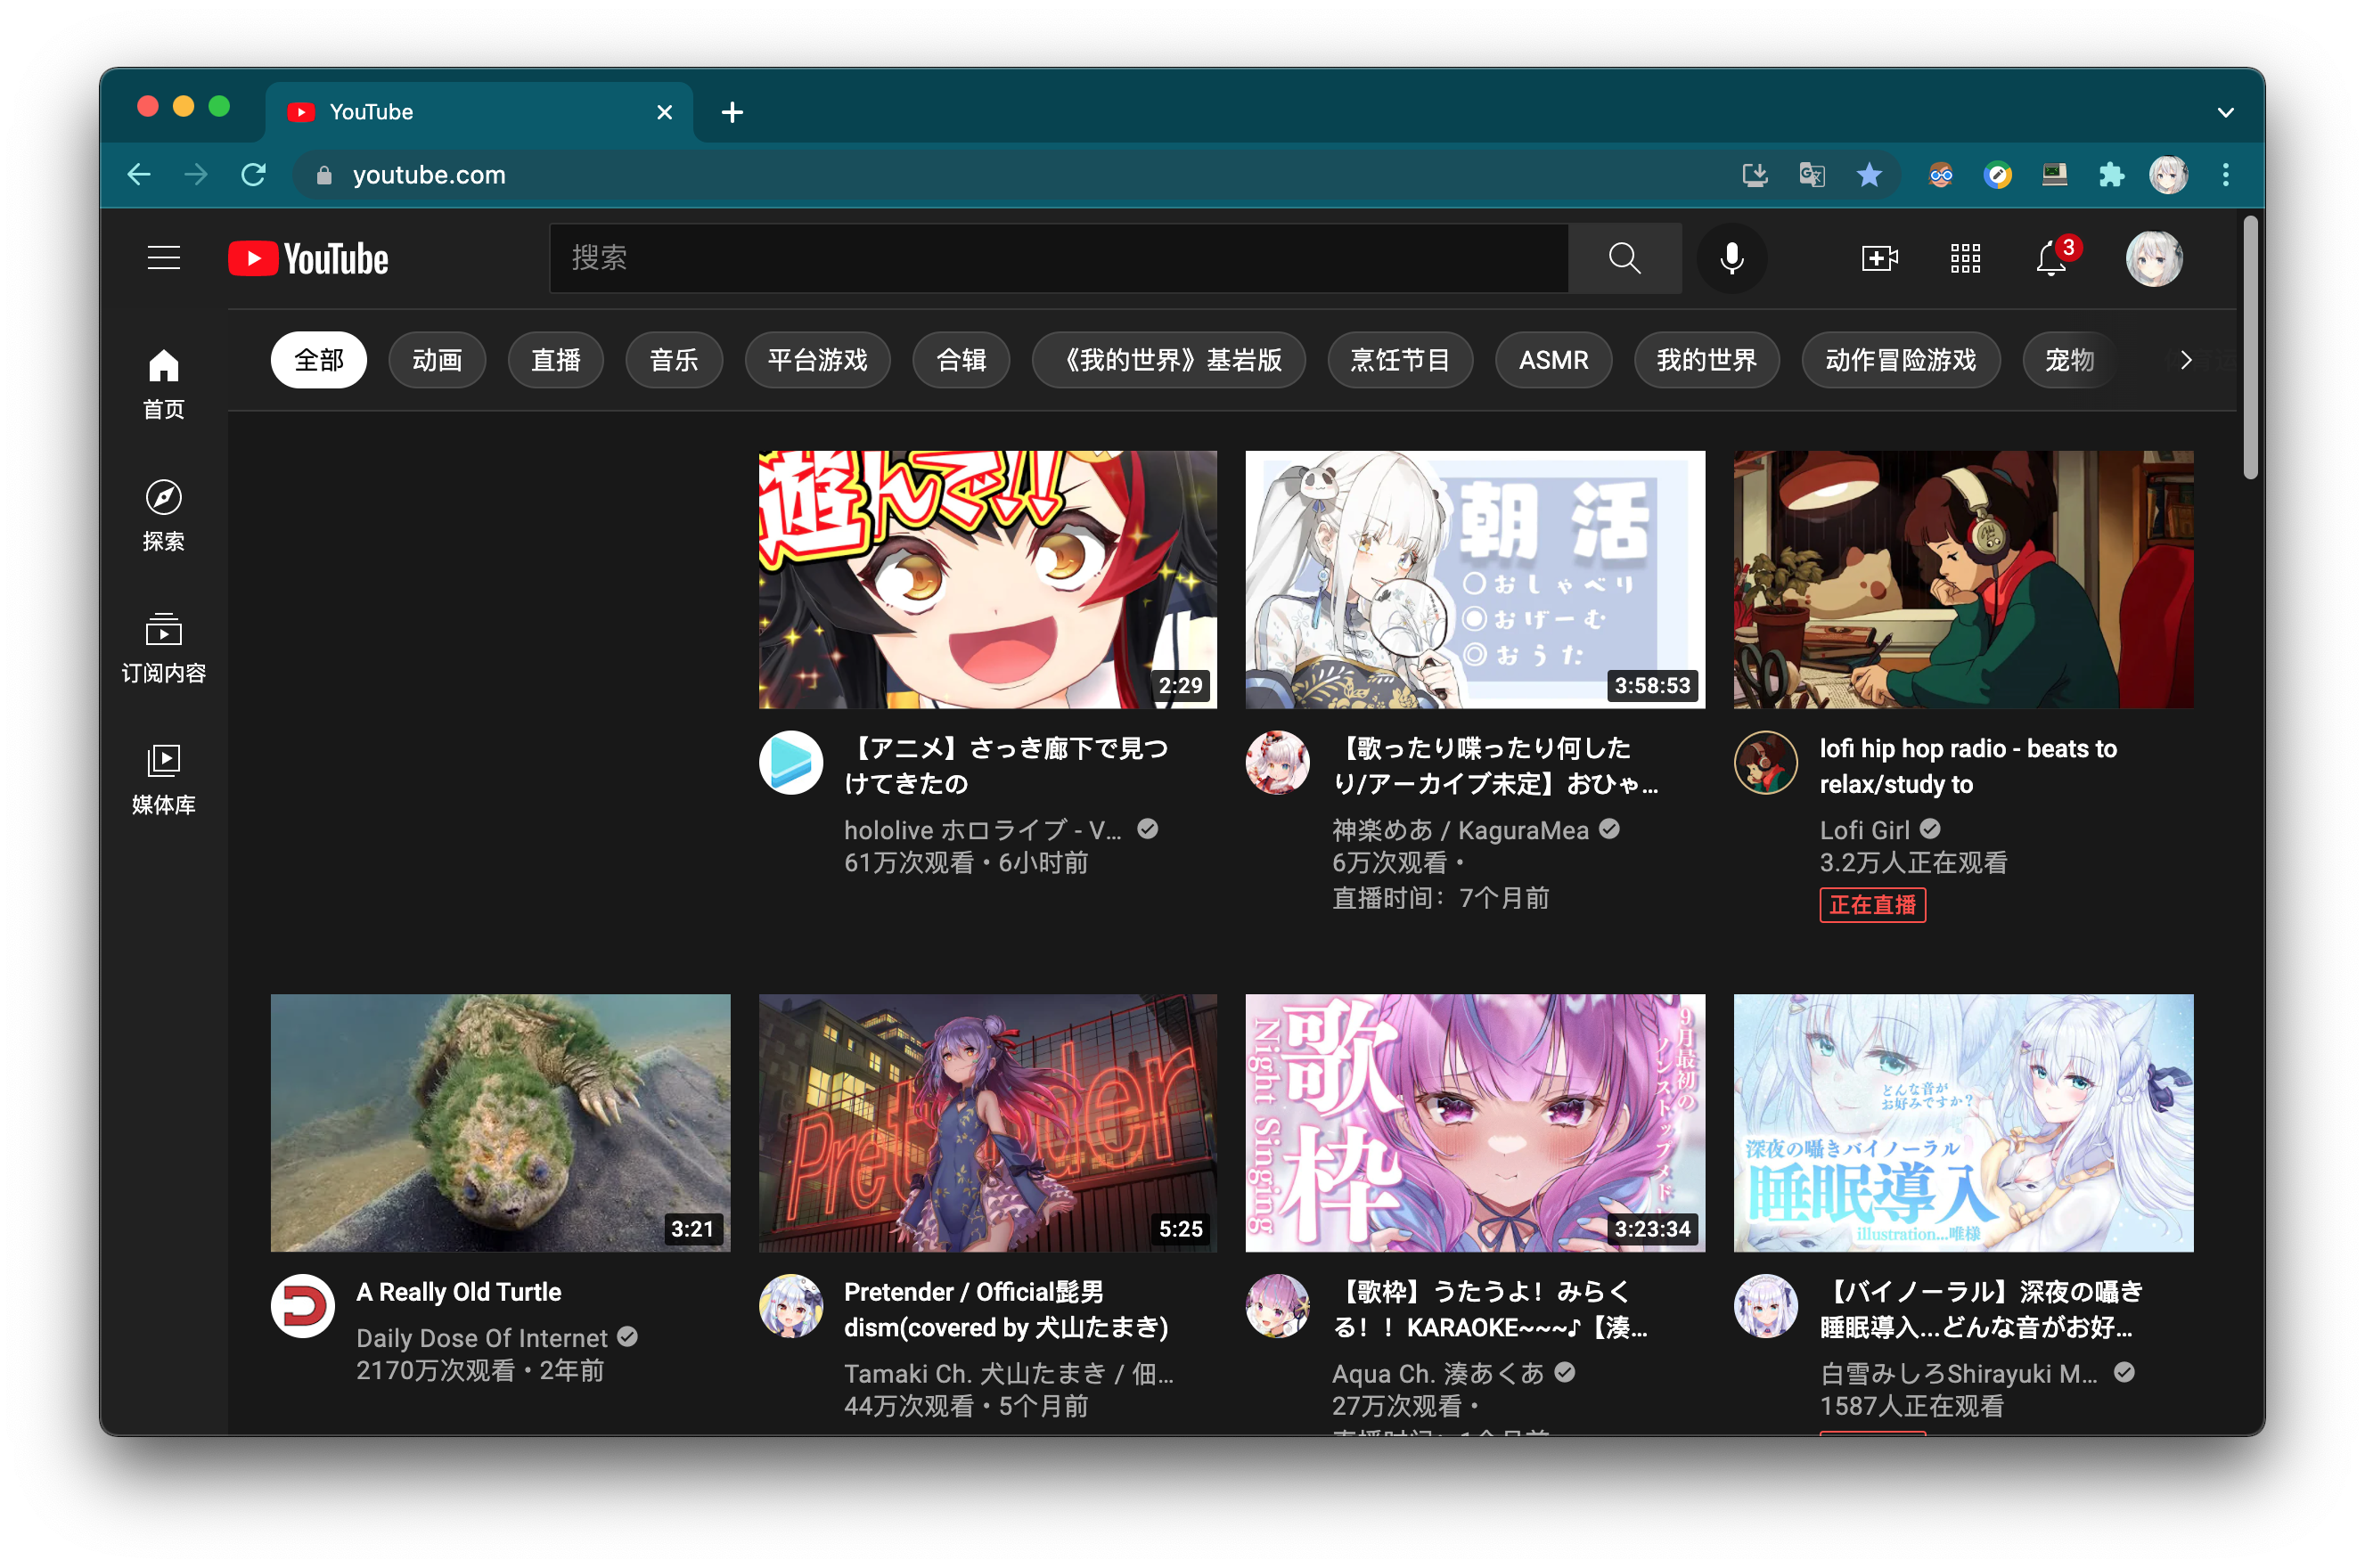 YouTube
youtube.com
YouTube
搜索
3
全部 动画 直播 音乐 平台游戏 合辑 《我的世界》基岩版 烹饪节目 ASMR 我的世界 动作冒险游戏 宠物
首页
探索
订阅内容
媒体库
遊んで!!
2:29
【アニメ】さっき廊下で見つ
けてきたの
hololive ホロライブ - V...
61万次观看 • 6小时前
朝活
○おしゃべり
◉おげーむ
◎おうた
3:58:53
【歌ったり喋ったり何した
り/アーカイブ未定】おひゃ...
神楽めあ / KaguraMea
6万次观看 •
直播时间：7个月前
lofi hip hop radio - beats to
relax/study to
Lofi Girl
3.2万人正在观看
正在直播
3:21
A Really Old Turtle
Daily Dose Of Internet
2170万次观看 • 2年前
Pretender
5:25
Pretender / Official髭男
dism(covered by 犬山たまき)
Tamaki Ch. 犬山たまき / 佃...
44万次观看 • 5个月前
歌枠
Night Singing
9月最初の
ノンストップメド
3:23:34
【歌枠】うたうよ！みらく
る！！KARAOKE~~~♪【湊...
Aqua Ch. 湊あくあ
27万次观看 •
直播时间：1个月前
どんな音が
お好みですか？
深夜の囁きバイノーラル
睡眠導入
illustration...唯様
【バイノーラル】深夜の囁き
睡眠導入...どんな音がお好...
白雪みしろShirayuki M...
1587人正在观看